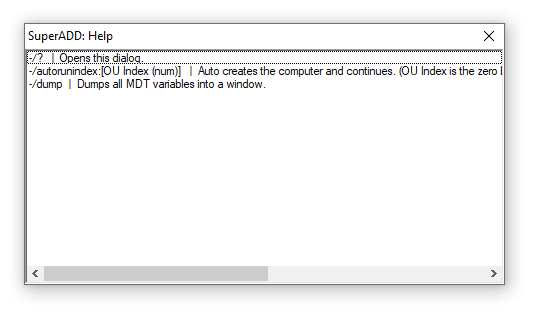 SuperADD: Help
-/? | Opens this dialog.
-/autorunindex:[OU Index (num)] | Auto creates the computer and continues. (OU Index is the zero
-/dump | Dumps all MDT variables into a window.